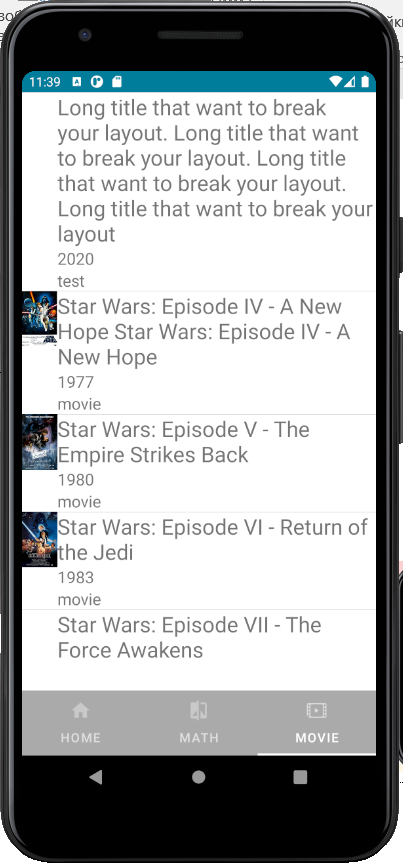 11:39
Long title that want to break
your layout. Long title that want
to break your layout. Long title
that want to break your layout.
Long title that want to break your
layout
2020
test
Star Wars: Episode IV - A New
Hope Star Wars: Episode IV - A
New Hope
1977
movie
Star Wars: Episode V - The
Empire Strikes Back
1980
movie
Star Wars: Episode VI - Return of
the Jedi
1983
movie
Star Wars: Episode VII - The
Force Awakens
HOME MATH MOVIE